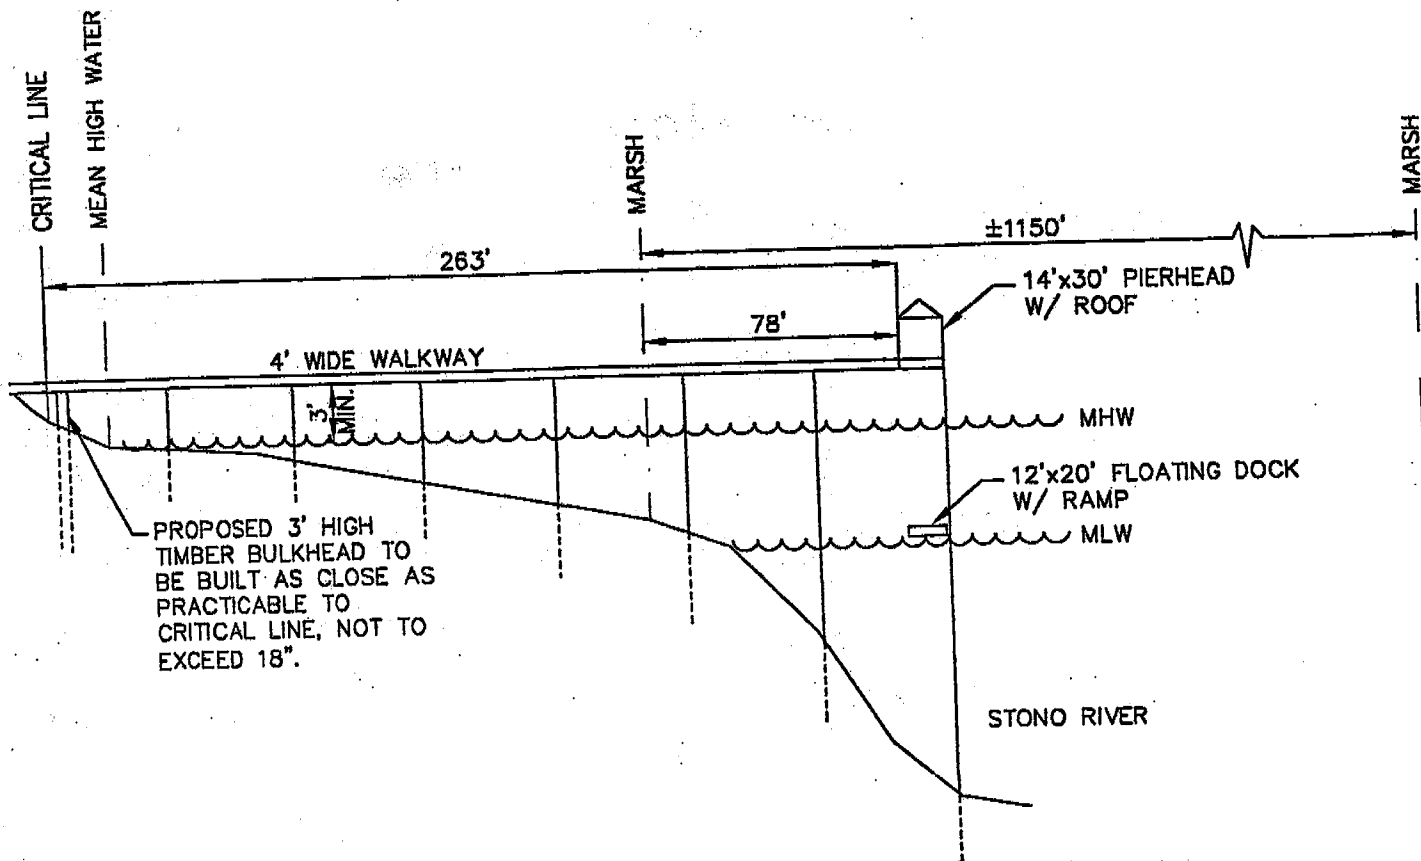 CRITICAL LINE
MEAN HIGH WATER
MARSH
MARSH
±1150'
263'
14'x30' PIERHEAD
W/ ROOF
78'
4' WIDE WALKWAY
3'
MIN.
MHW
12'x20' FLOATING DOCK
W/ RAMP
MLW
PROPOSED 3' HIGH
TIMBER BULKHEAD TO
BE BUILT AS CLOSE AS
PRACTICABLE TO
CRITICAL LINE, NOT TO
EXCEED 18".
STONO RIVER